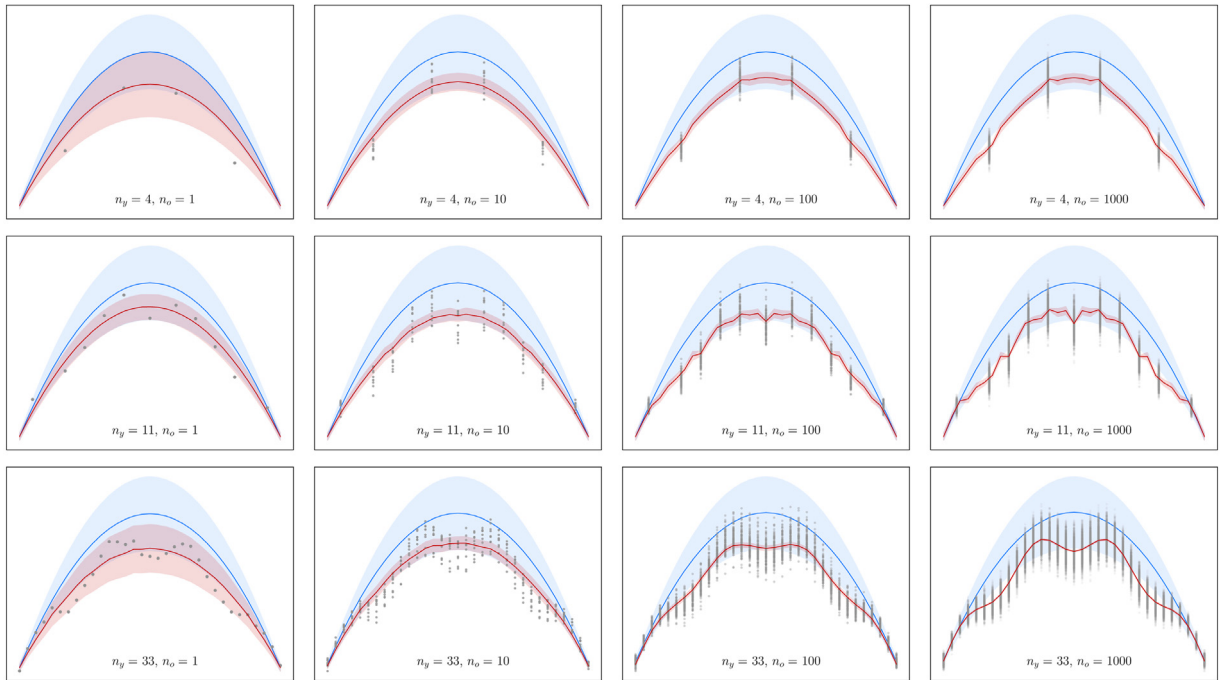 n_y = 4, n_o = 1
n_y = 4, n_o = 10
n_y = 4, n_o = 100
n_y = 4, n_o = 1000
n_y = 11, n_o = 1
n_y = 11, n_o = 10
n_y = 11, n_o = 100
n_y = 11, n_o = 1000
n_y = 33, n_o = 1
n_y = 33, n_o = 10
n_y = 33, n_o = 100
n_y = 33, n_o = 1000